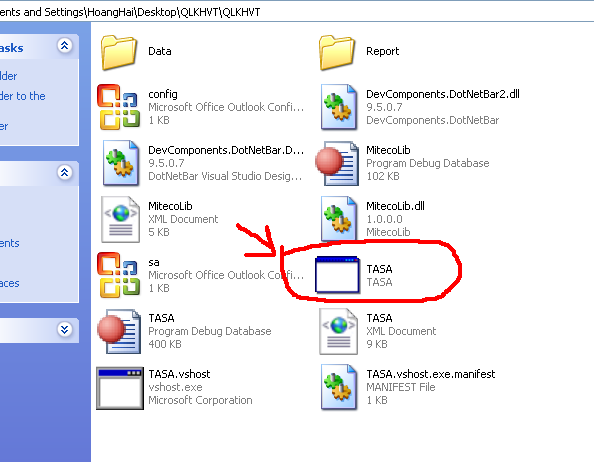 ents and Settings\HoangHai\Desktop\QLKHVT\QLKHVT
asks
lder
der to the
er
ents
aces
Data
Report
config
Microsoft Office Outlook Confi...
1 KB
DevComponents.DotNetBar2.dll
9.5.0.7
DevComponents.DotNetBar
DevComponents.DotNetBar.D...
9.5.0.7
DotNetBar Visual Studio Desig...
MitecoLib
Program Debug Database
102 KB
MitecoLib
XML Document
5 KB
MitecoLib.dll
1.0.0.0
MitecoLib
sa
Microsoft Office Outlook Confi...
1 KB
TASA
TASA
TASA
Program Debug Database
400 KB
TASA
XML Document
9 KB
TASA.vshost
vshost.exe
Microsoft Corporation
TASA.vshost.exe.manifest
MANIFEST File
1 KB